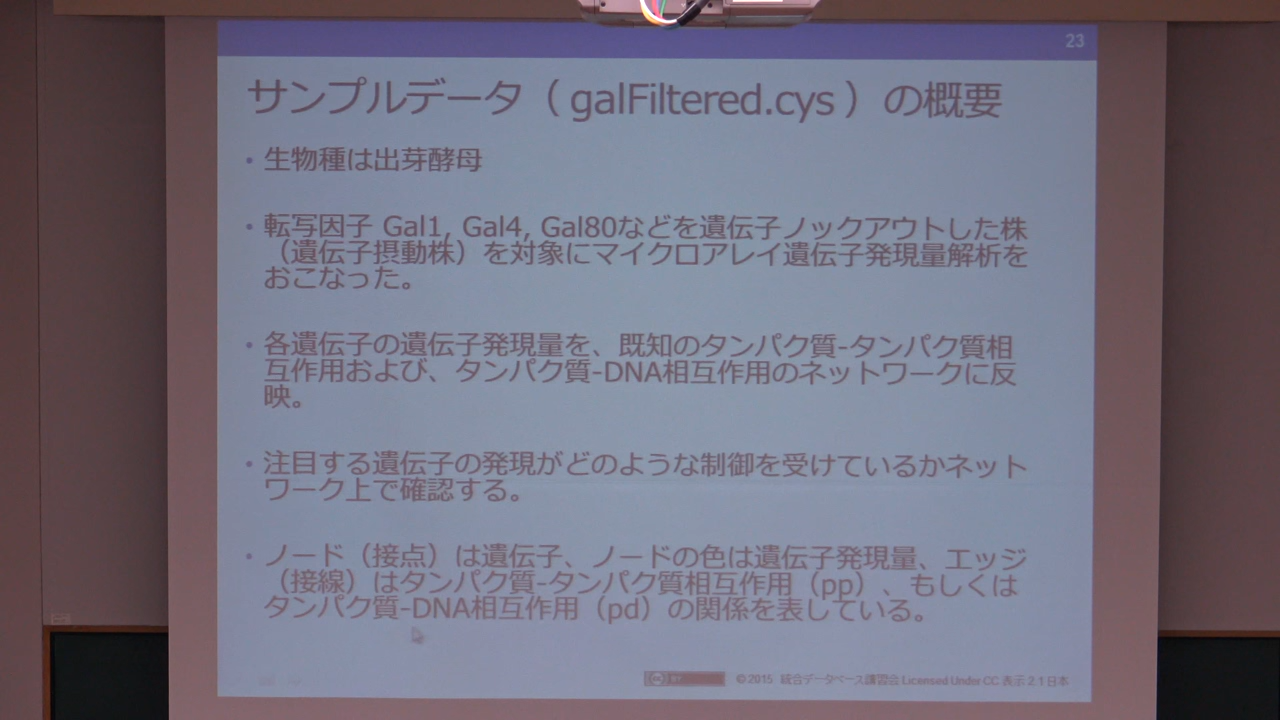 23
サンプルデータ（galFiltered.cys）の概要
• 生物種は出芽酵母
• 転写因子 Gal1, Gal4, Gal80などを遺伝子ノックアウトした株
（遺伝子摂動株）を対象にマイクロアレイ遺伝子発現量解析を
おこなった。
• 各遺伝子の遺伝子発現量を、既知のタンパク質-タンパク質相
互作用および、タンパク質-DNA相互作用のネットワークに反
映。
• 注目する遺伝子の発現がどのような制御を受けているかネット
ワーク上で確認する。
• ノード（接点）は遺伝子、ノードの色は遺伝子発現量、エッジ
（接線）はタンパク質-タンパク質相互作用（pp）、もしくは
タンパク質-DNA相互作用（pd）の関係を表している。
©2015 統合データベース講習会 Licensed Under CC 表示 2.1 日本